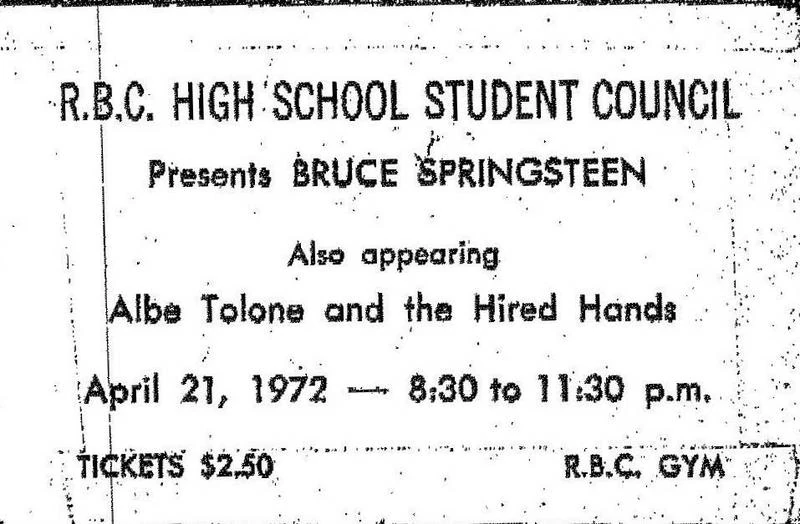 R.B.C. HIGH SCHOOL STUDENT COUNCIL
Presents BRUCE SPRINGSTEEN
Also appearing
Albe Tolone and the Hired Hands
April 21, 1972 — 8:30 to 11:30 p.m.
TICKETS $2.50 R.B.C. GYM